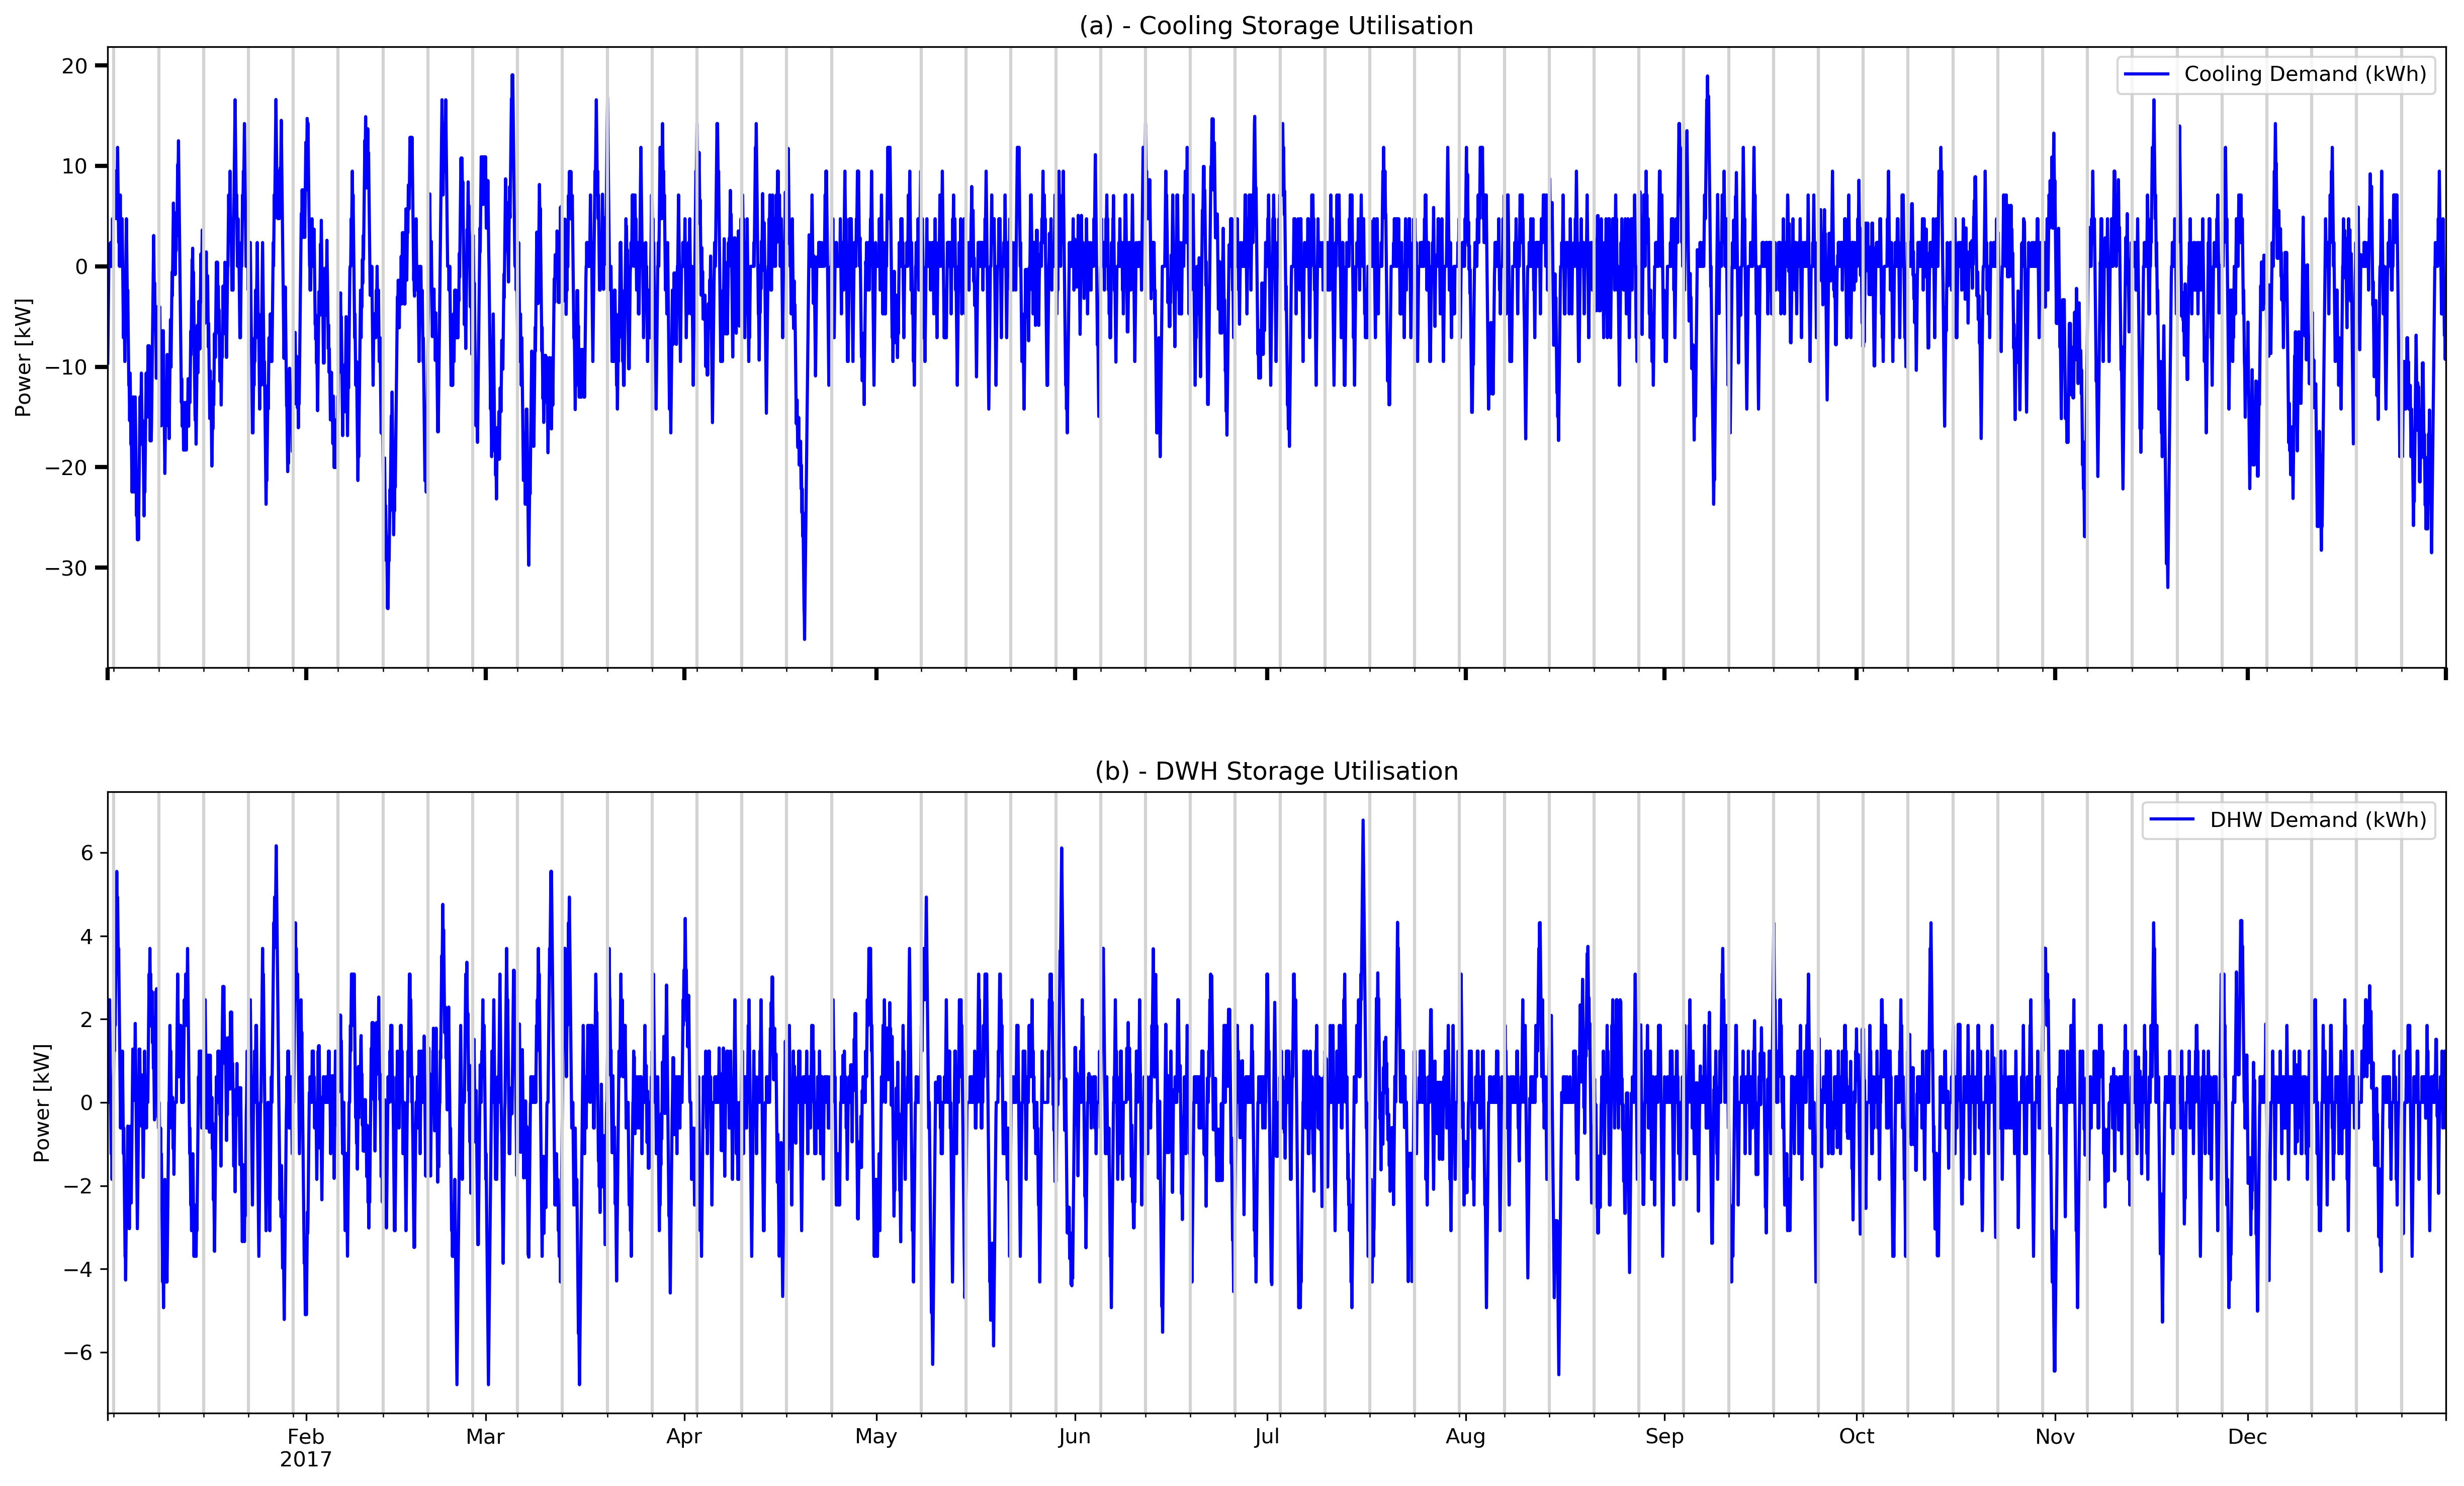 (a) - Cooling Storage Utilisation
Cooling Demand (kWh)
20
10
0
−10
−20
−30
Power [kW]
(b) - DWH Storage Utilisation
DHW Demand (kWh)
6
4
2
0
−2
−4
−6
Power [kW]
Feb Mar Apr May Jun Jul Aug Sep Oct Nov Dec
2017